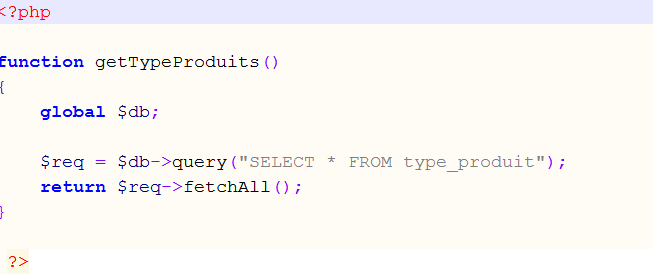 <?php
function getTypeProduits()
{
global $db;
$req = $db->query("SELECT * FROM type_produit");
return $req->fetchAll();
}
?>